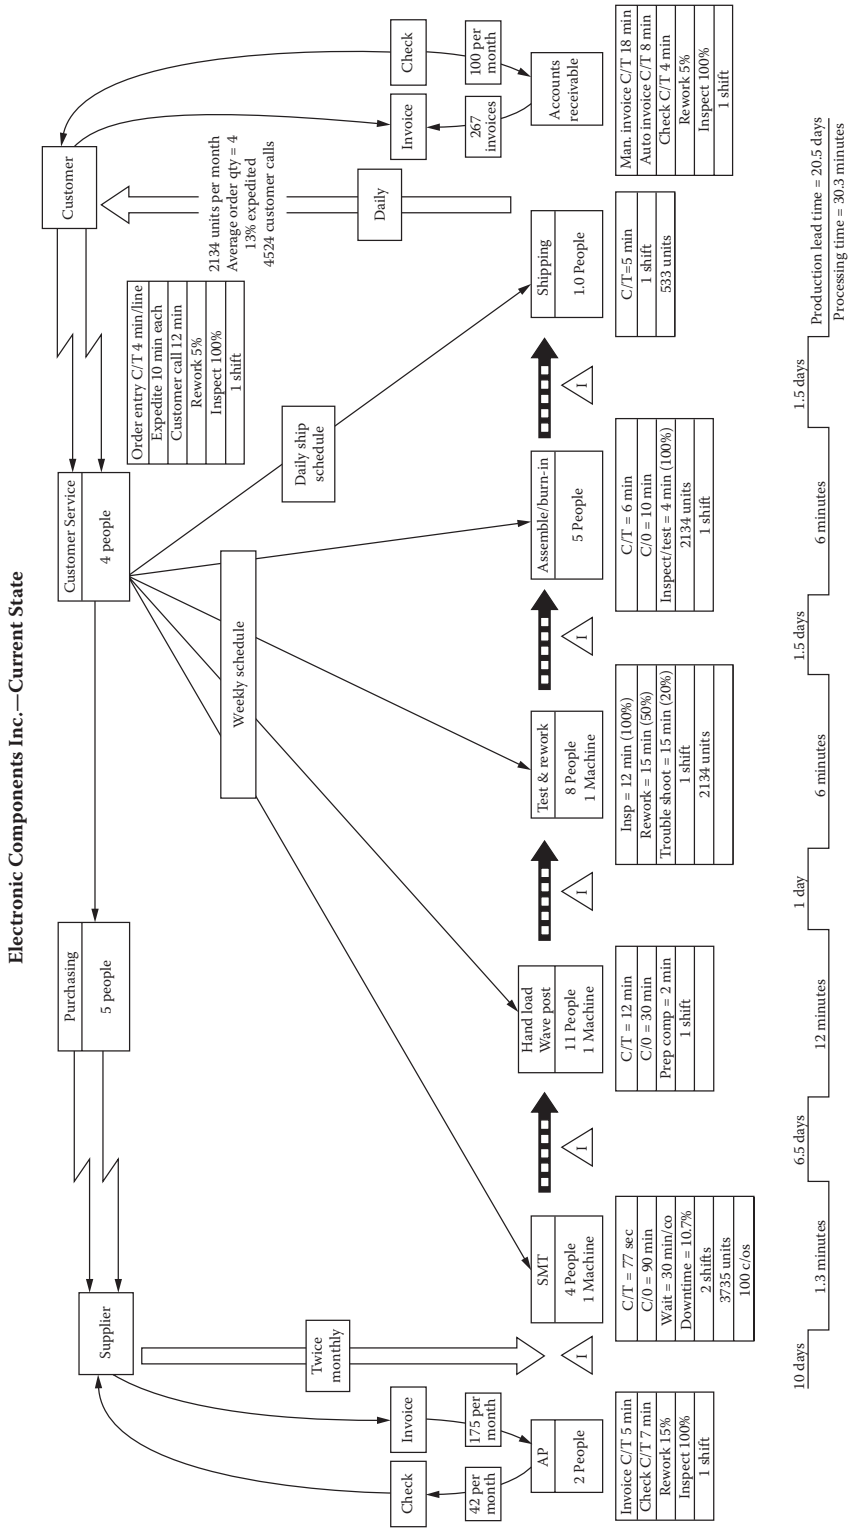 Electronic Components Inc.—Current State
Supplier
Purchasing
5 people
Customer Service
4 people
Customer
Order entry C/T 4 min/line
Expedite 10 min each
Customer call 12 min
Rework 5%
Inspect 100%
1 shift
2134 units per month
Average order qty = 4
13% expedited
4524 customer calls
Twice
monthly
Weekly schedule
Daily ship
schedule
Daily
Check
Invoice
42 per
month
175 per
month
Invoice
Check
267
invoices
100 per
month
AP
2 People
SMT
4 People
1 Machine
Hand load
Wave post
11 People
1 Machine
Test & rework
8 People
1 Machine
Assemble/burn-in
5 People
Shipping
1.0 People
Accounts
receivable
I
I
I
I
I
Invoice C/T 5 min
Check C/T 7 min
Rework 15%
Inspect 100%
1 shift
C/T = 77 sec
C/0 = 90 min
Wait = 30 min/co
Downtime = 10.7%
2 shifts
3735 units
100 c/os
C/T = 12 min
C/0 = 30 min
Prep comp = 2 min
1 shift
Insp = 12 min (100%)
Rework = 15 min (50%)
Trouble shoot = 15 min (20%)
1 shift
2134 units
C/T = 6 min
C/0 = 10 min
Inspect/test = 4 min (100%)
2134 units
1 shift
C/T=5 min
1 shift
533 units
Man. invoice C/T 18 min
Auto invoice C/T 8 min
Check C/T 4 min
Rework 5%
Inspect 100%
1 shift
10 days
1.3 minutes
6.5 days
12 minutes
1 day
6 minutes
1.5 days
6 minutes
1.5 days
Production lead time = 20.5 days
Processing time = 30.3 minutes